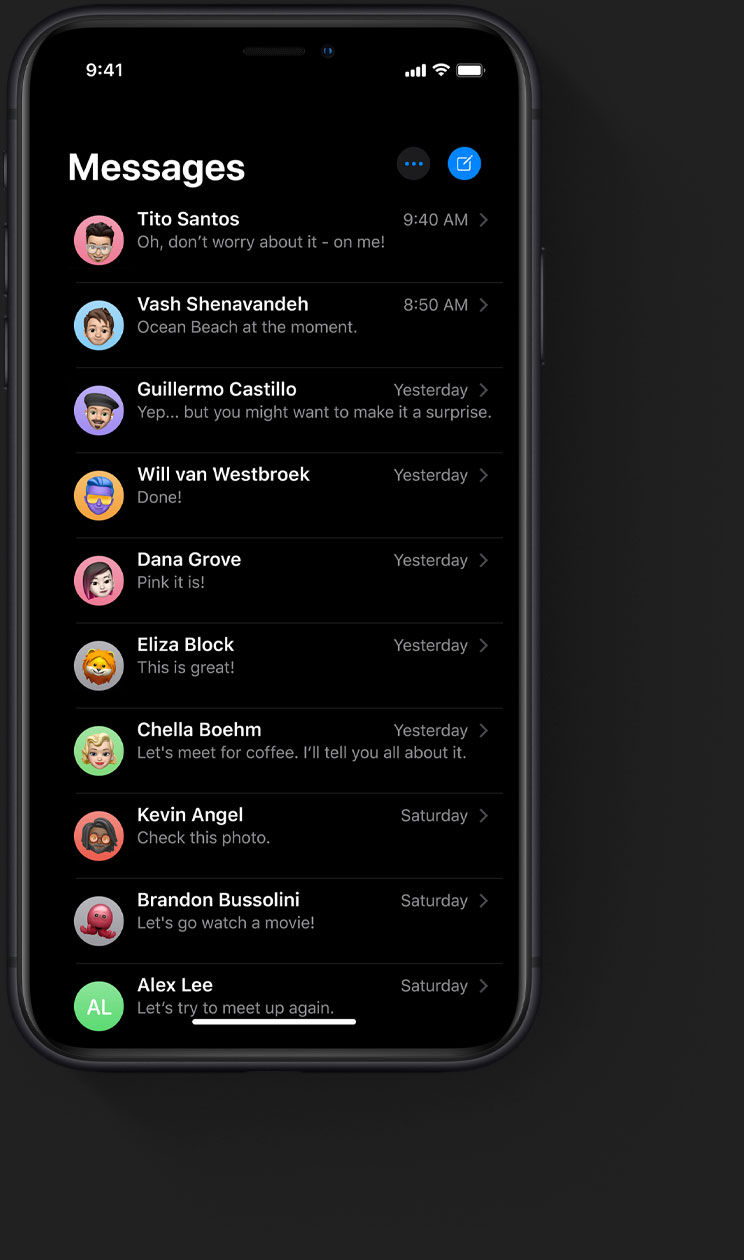 9:41
Messages
Tito Santos 9:40 AM
Oh, don’t worry about it - on me!
Vash Shenavandeh 8:50 AM
Ocean Beach at the moment.
Guillermo Castillo Yesterday
Yep... but you might want to make it a surprise.
Will van Westbroek Yesterday
Done!
Dana Grove Yesterday
Pink it is!
Eliza Block Yesterday
This is great!
Chella Boehm Yesterday
Let's meet for coffee. I’ll tell you all about it.
Kevin Angel Saturday
Check this photo.
Brandon Bussolini Saturday
Let's go watch a movie!
AL Alex Lee Saturday
Let’s try to meet up again.